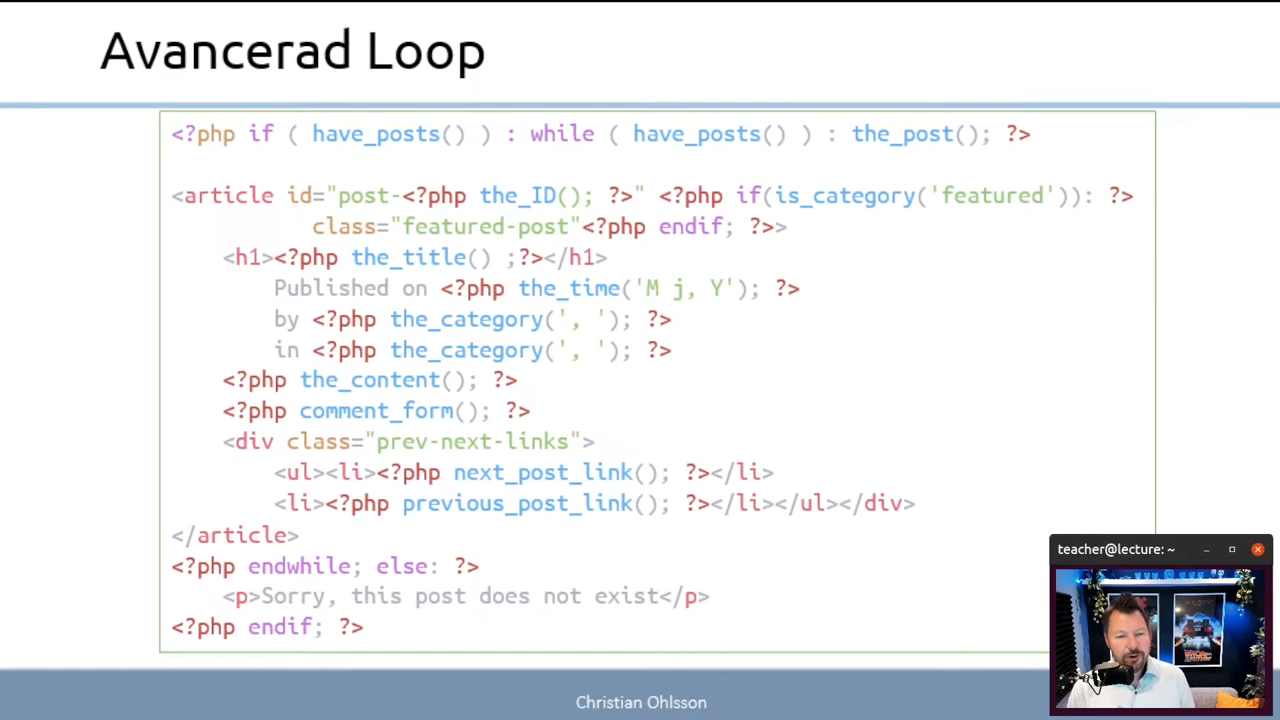 Avancerad Loop
<?php if ( have_posts() ) : while ( have_posts() ) : the_post(); ?>
<article id="post-<?php the_ID(); ?>" <?php if(is_category('featured')): ?>
class="featured-post"<?php endif; ?>>
<h1><?php the_title() ;?></h1>
Published on <?php the_time('M j, Y'); ?>
by <?php the_category(', '); ?>
in <?php the_category(', '); ?>
<?php the_content(); ?>
<?php comment_form(); ?>
<div class="prev-next-links">
<ul><li><?php next_post_link(); ?></li>
<li><?php previous_post_link(); ?></li></ul></div>
</article>
<?php endwhile; else: ?>
<p>Sorry, this post does not exist</p>
<?php endif; ?>
teacher@lecture: ~
Christian Ohlsson